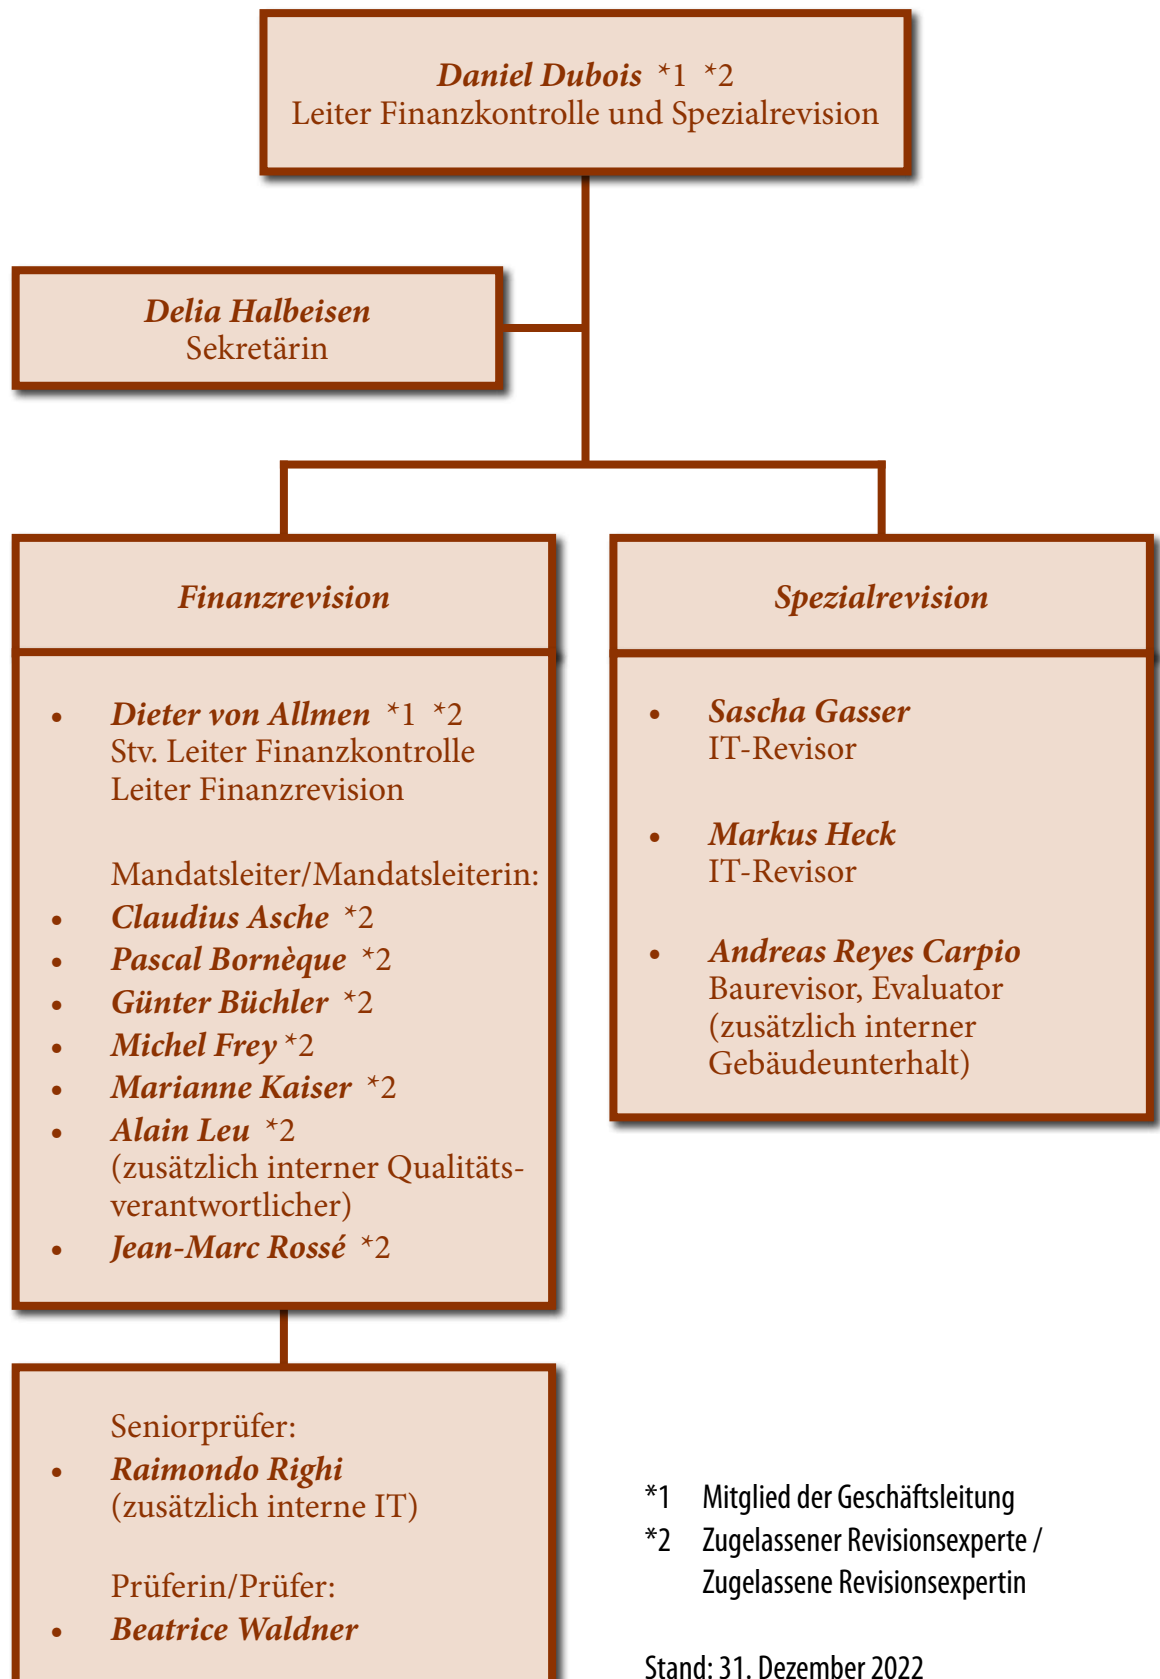 Daniel Dubois *1 *2
Leiter Finanzkontrolle und Spezialrevision
Delia Halbeisen
Sekretärin
Finanzrevision
• Dieter von Allmen *1 *2
Stv. Leiter Finanzkontrolle
Leiter Finanzrevision
Mandatsleiter/Mandatsleiterin:
• Claudius Asche *2
• Pascal Bornèque *2
• Günter Büchler *2
• Michel Frey *2
• Marianne Kaiser *2
• Alain Leu *2
(zusätzlich interner Qualitäts-
verantwortlicher)
• Jean-Marc Rossé *2
Spezialrevision
• Sascha Gasser
IT-Revisor
• Markus Heck
IT-Revisor
• Andreas Reyes Carpio
Baurevisor, Evaluator
(zusätzlich interner
Gebäudeunterhalt)
Seniorprüfer:
• Raimondo Righi
(zusätzlich interne IT)
Prüferin/Prüfer:
• Beatrice Waldner
*1 Mitglied der Geschäftsleitung
*2 Zugelassener Revisionsexperte /
Zugelassene Revisionsexpertin
Stand: 31. Dezember 2022